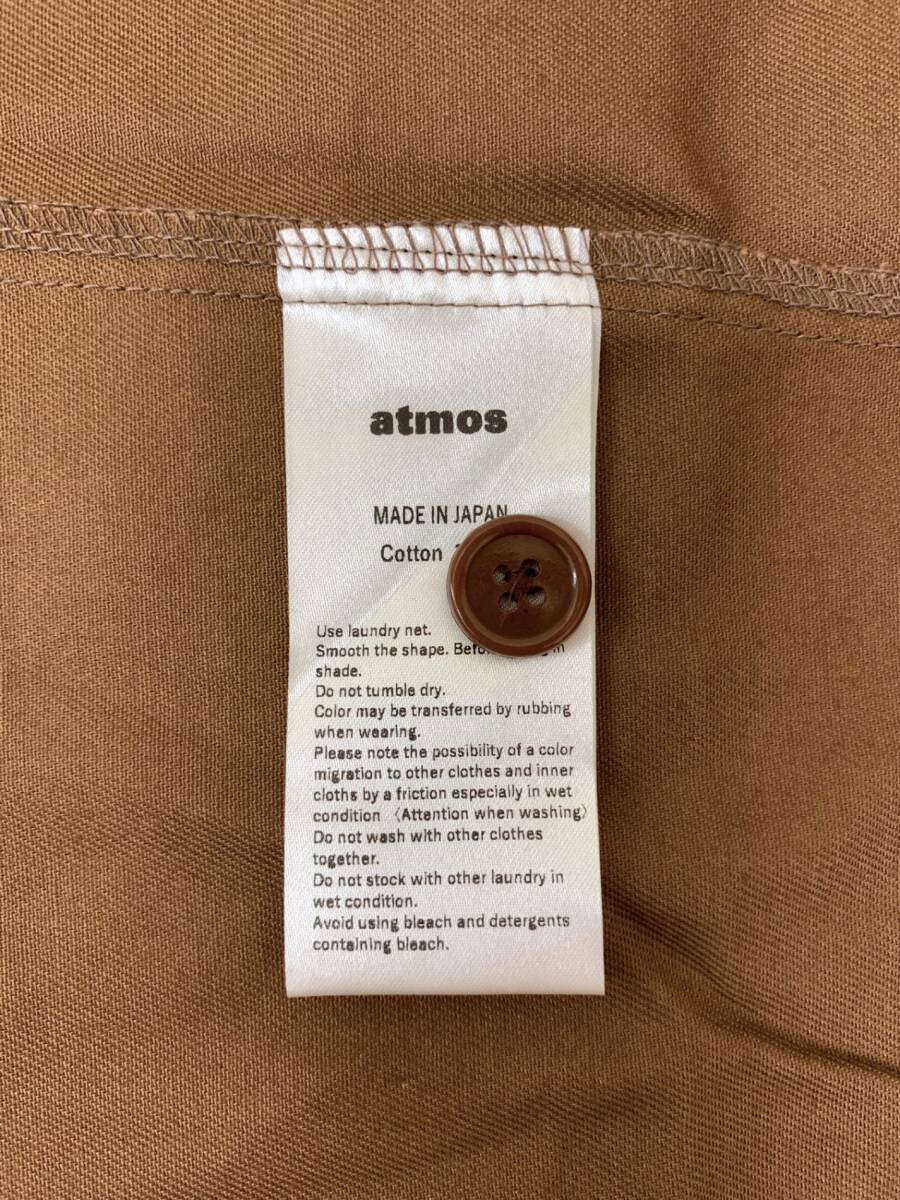 atmos
MADE IN JAPAN
Cotton
Use laundry net.
Smooth the shape. in
shade.
Do not tumble dry.
Color may be transferred by rubbing
when wearing.
Please note the possibility of a color
migration to other clothes and inner
cloths by a friction especially in wet
condition 〈Attention when washing〉
Do not wash with other clothes
together.
Do not stock with other laundry in
wet condition.
Avoid using bleach and detergents
containing bleach.